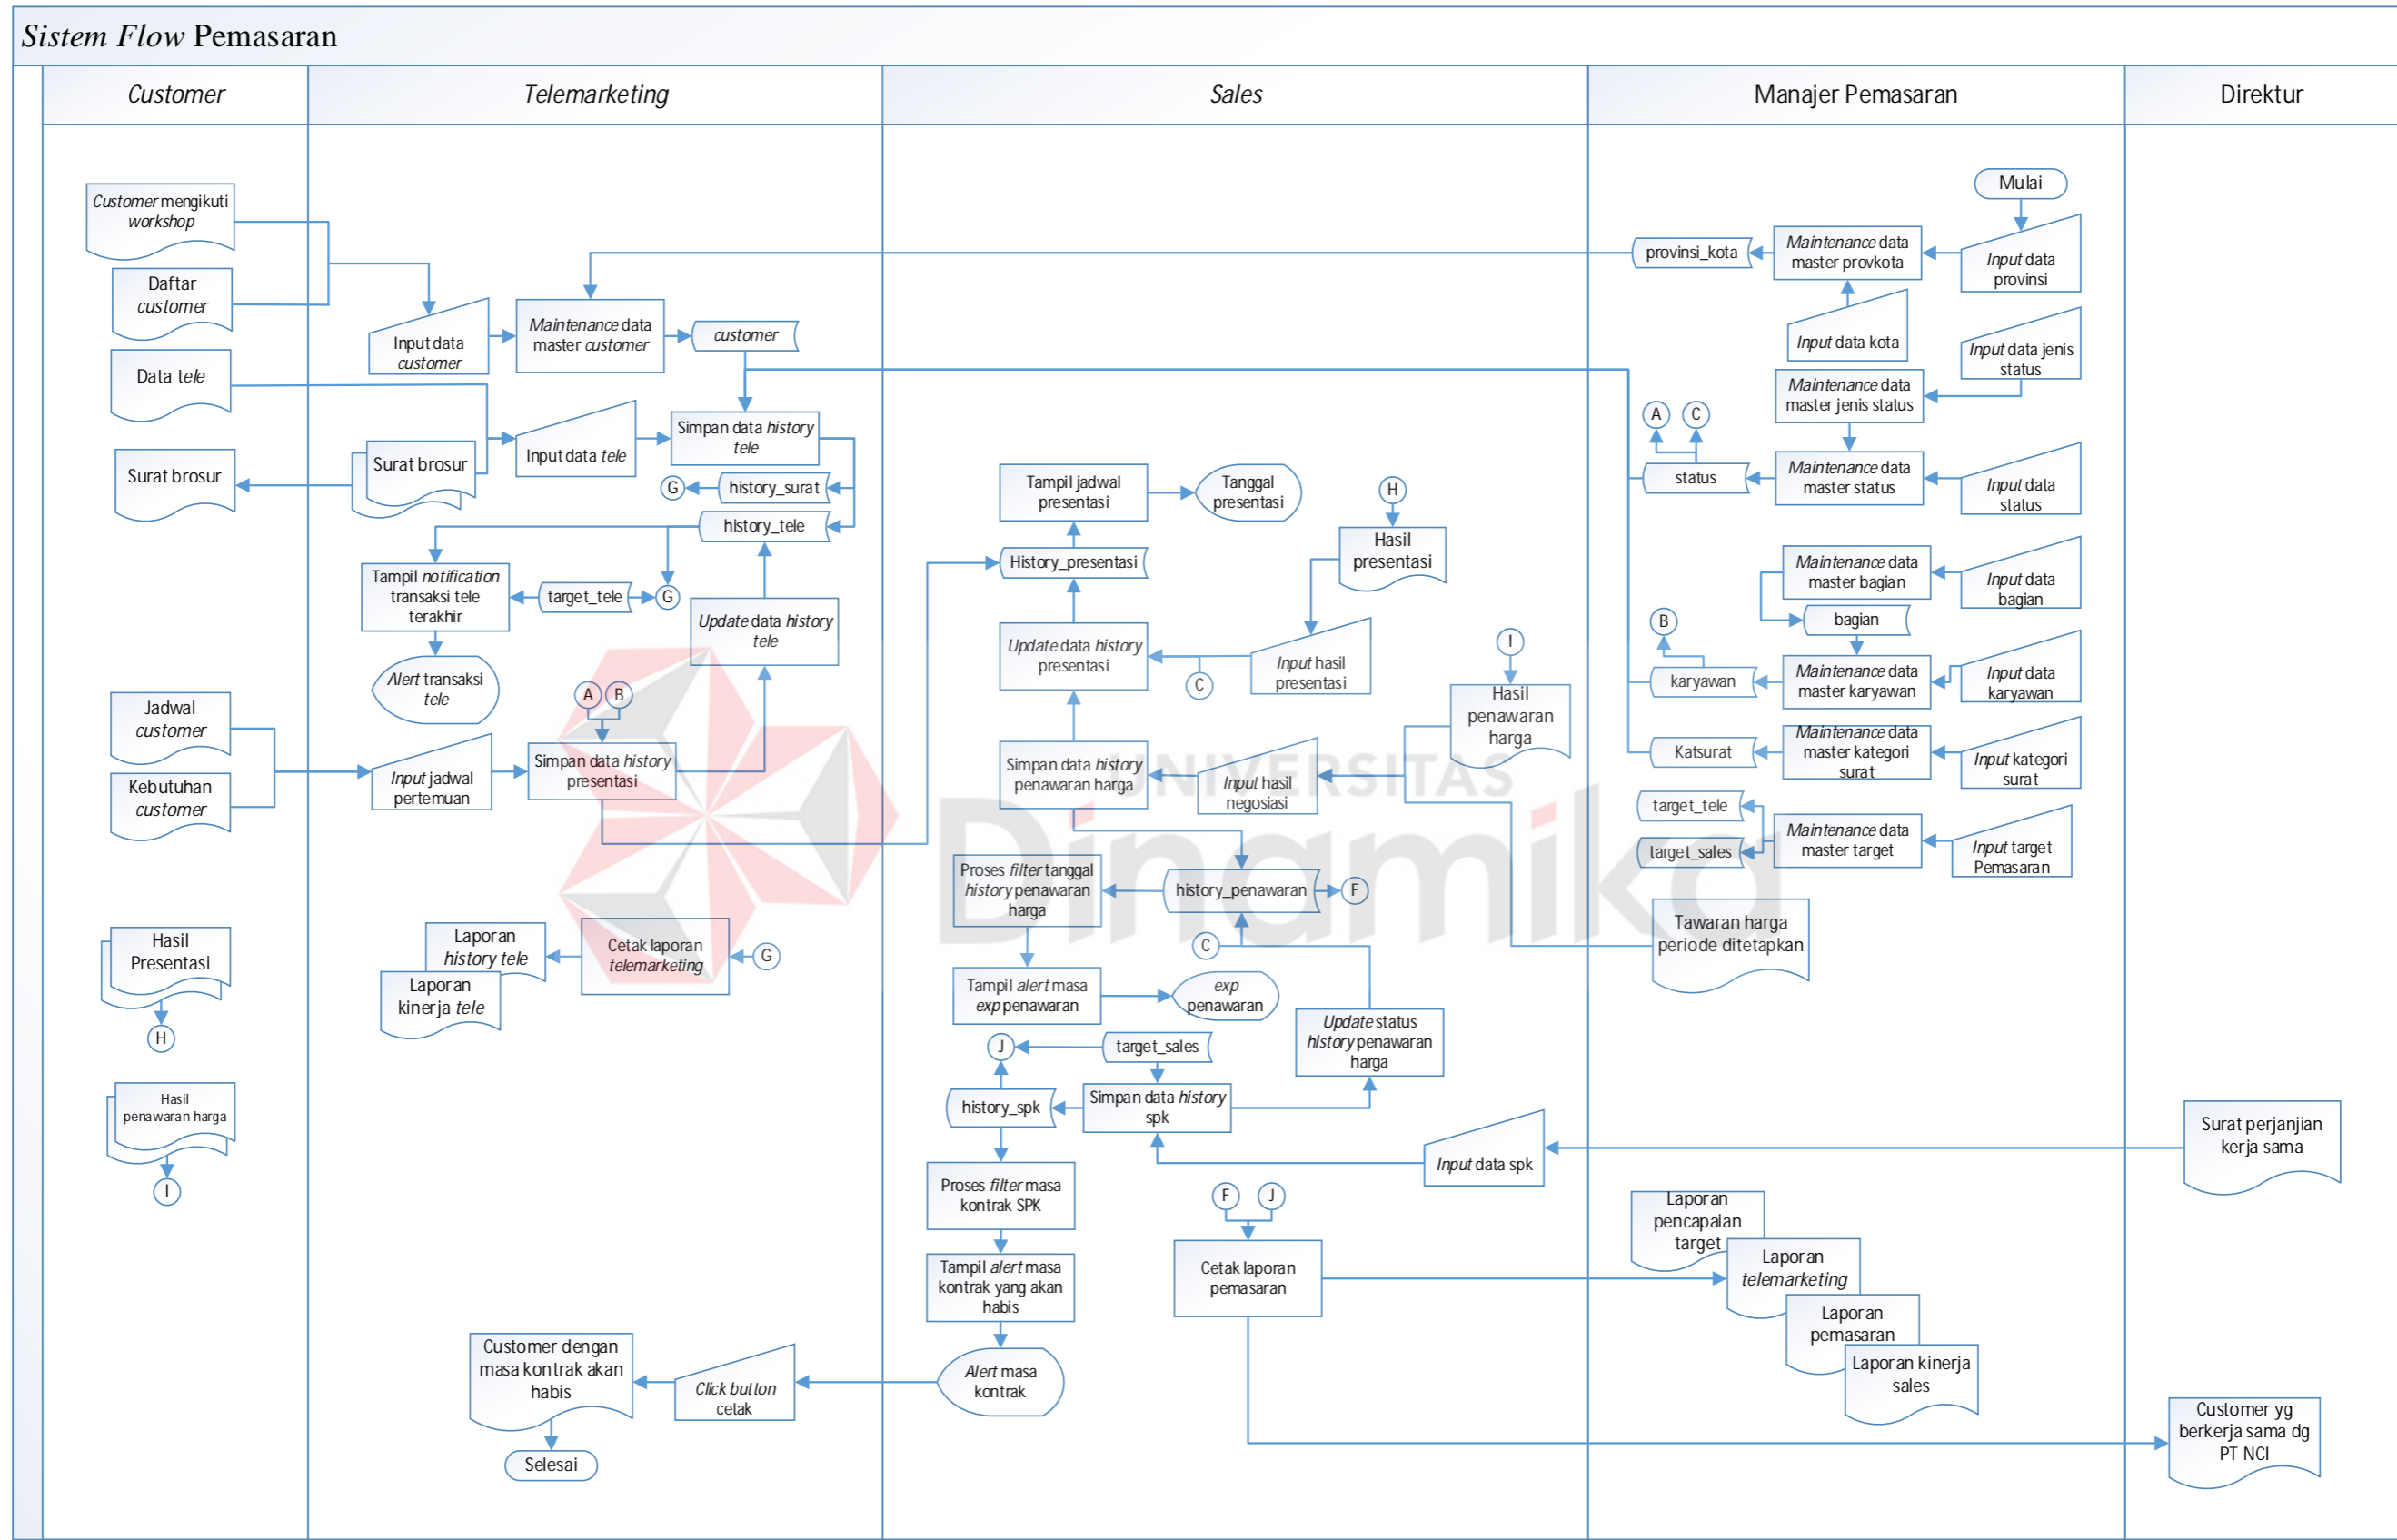 Sistem Flow Pemasaran
Customer
Telemarketing
Sales
Manajer Pemasaran
Direktur
Customer mengikuti
workshop
Daftar
customer
Data tele
Surat brosur
Jadwal
customer
Kebutuhan
customer
Hasil
Presentasi
H
Hasil
penawaran harga
I
Input data
customer
Maintenance data
master customer
customer
Surat brosur
Input data tele
Simpan data history
tele
G
history_surat
history_tele
Tampil notification
transaksi tele
terakhir
target_tele
G
Update data history
tele
Alert transaksi
tele
A
B
Input jadwal
pertemuan
Simpan data history
presentasi
Laporan
history tele
Laporan
kinerja tele
Cetak laporan
telemarketing
G
Customer dengan
masa kontrak akan
habis
Click button
cetak
Selesai
Tampil jadwal
presentasi
Tanggal
presentasi
H
Hasil
presentasi
History_presentasi
Update data history
presentasi
C
Input hasil
presentasi
I
Hasil
penawaran
harga
Simpan data history
penawaran harga
Input hasil
negosiasi
Proses filter tanggal
history penawaran
harga
history_penawaran
F
C
Tampil alert masa
exp penawaran
exp
penawaran
Update status
history penawaran
harga
J
target_sales
history_spk
Simpan data history
spk
Input data spk
Proses filter masa
kontrak SPK
F
J
Tampil alert masa
kontrak yang akan
habis
Cetak laporan
pemasaran
Alert masa
kontrak
Mulai
provinsi_kota
Maintenance data
master provkota
Input data
provinsi
Input data kota
Input data jenis
status
Maintenance data
master jenis status
A
C
status
Maintenance data
master status
Input data
status
Maintenance data
master bagian
Input data
bagian
bagian
B
karyawan
Maintenance data
master karyawan
Input data
karyawan
Katsurat
Maintenance data
master kategori
surat
Input kategori
surat
target_tele
target_sales
Maintenance data
master target
Input target
Pemasaran
Tawaran harga
periode ditetapkan
Laporan
pencapaian
target
Laporan
telemarketing
Laporan
pemasaran
Laporan kinerja
sales
Surat perjanjian
kerja sama
Customer yg
berkerja sama dg
PT NCI
UNIVERSITAS
Dinamika